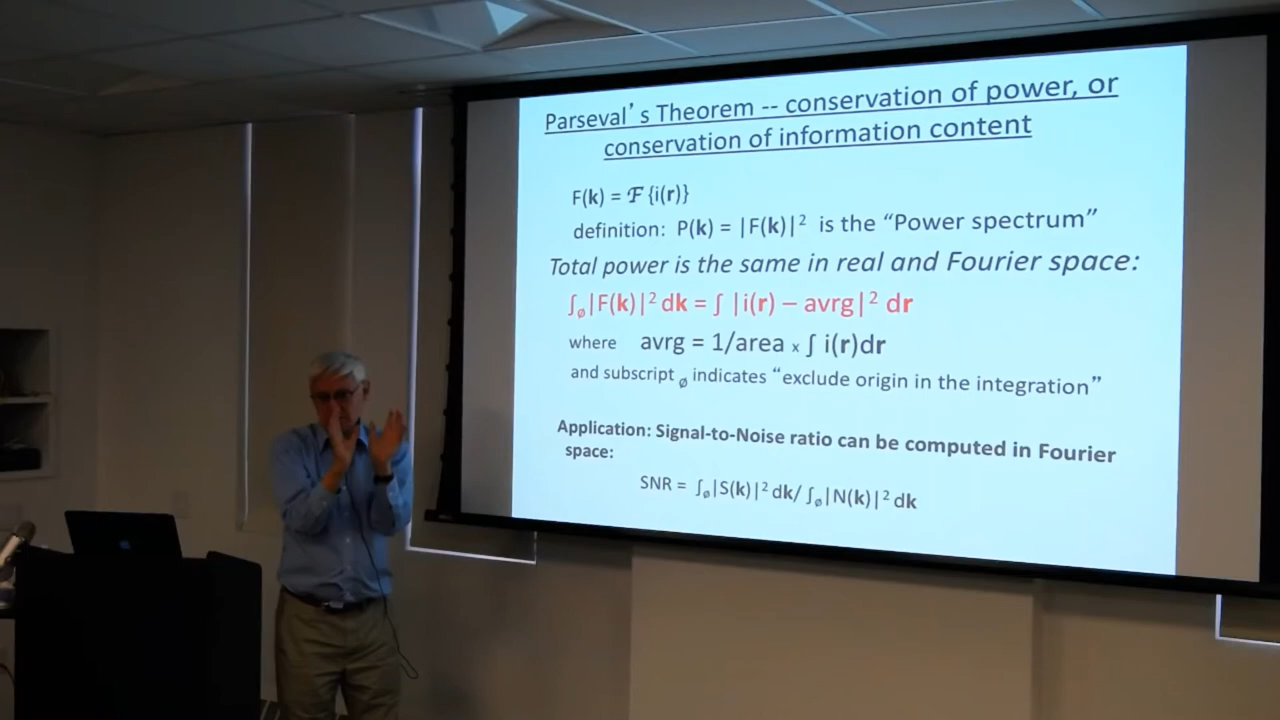 Parseval's Theorem -- conservation of power, or
conservation of information content
F(k) = ℱ {i(r)}
definition: P(k) = |F(k)|² is the “Power spectrum”
Total power is the same in real and Fourier space:
∫ø|F(k)|² dk = ∫ |i(r) – avrg|² dr
where avrg = 1/area × ∫ i(r)dr
and subscript ø indicates “exclude origin in the integration”
Application: Signal-to-Noise ratio can be computed in Fourier
space:
SNR = ∫ø|S(k)|² dk/ ∫ø|N(k)|² dk